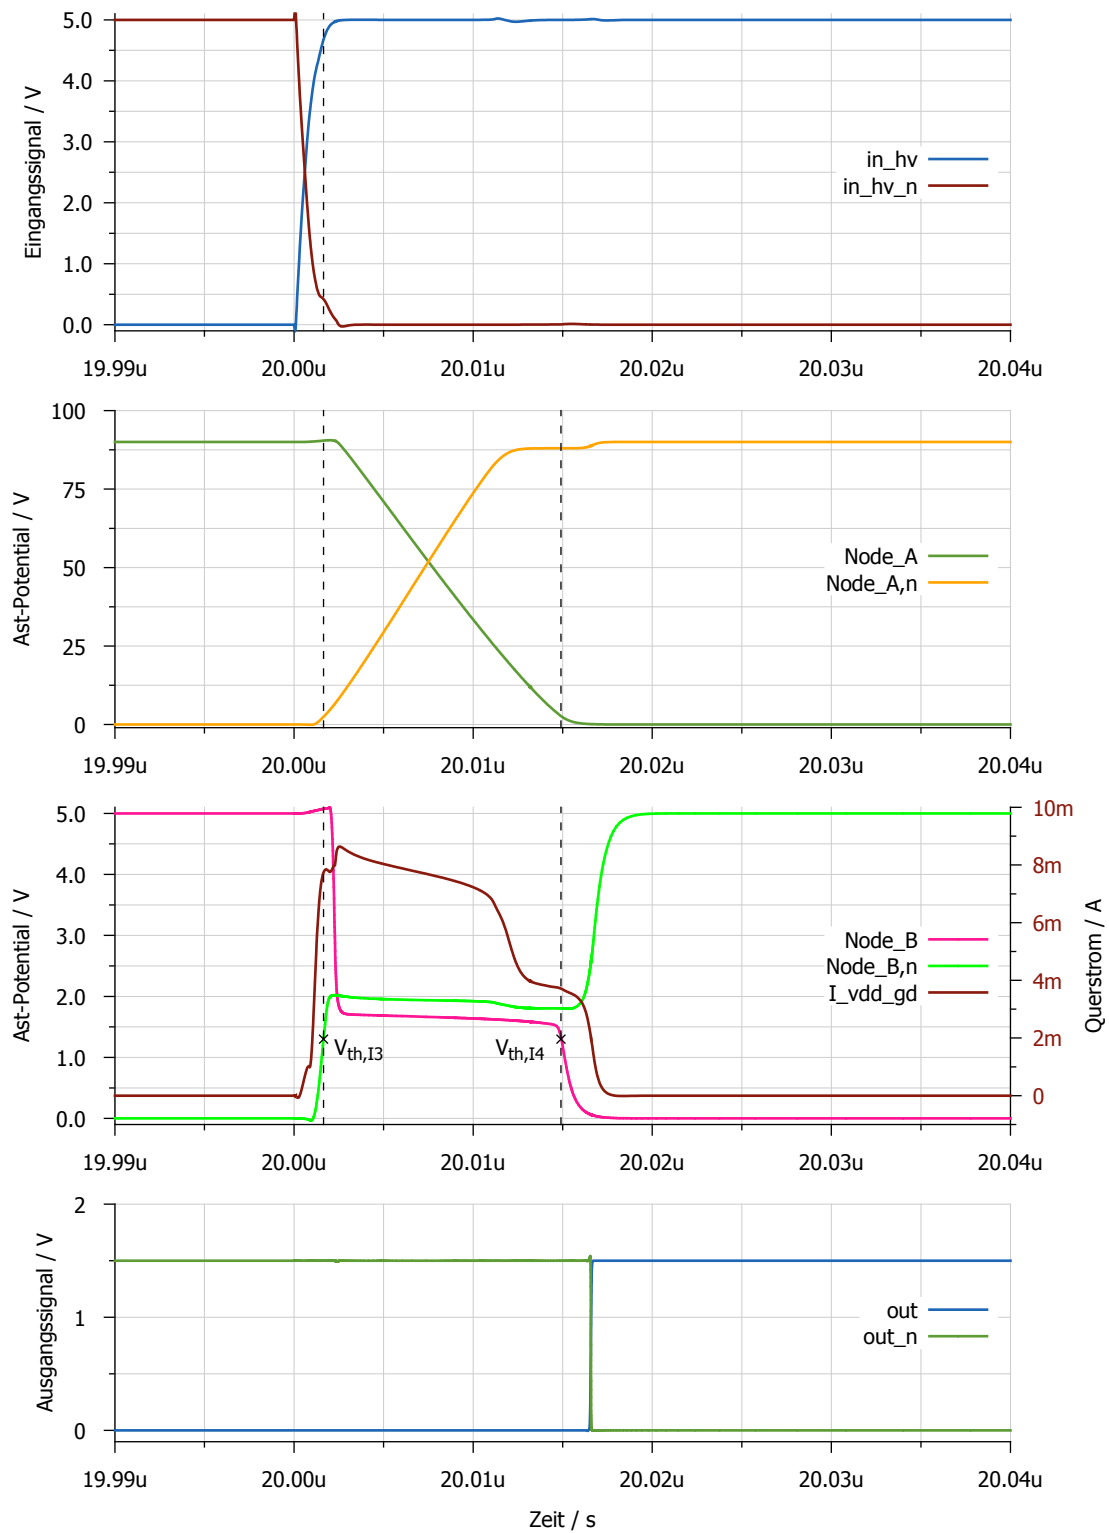 Eingangssignal / V
5.0
4.0
3.0
2.0
1.0
0.0
in_hv
in_hv_n
19.99u 20.00u 20.01u 20.02u 20.03u 20.04u
Ast-Potential / V
100
75
50
25
0
Node_A
Node_A,n
19.99u 20.00u 20.01u 20.02u 20.03u 20.04u
Ast-Potential / V
5.0
4.0
3.0
2.0
1.0
0.0
Node_B
Node_B,n
I_vdd_gd
V_th,I3
V_th,I4
10m
8m
6m
4m
2m
0
Querstrom / A
19.99u 20.00u 20.01u 20.02u 20.03u 20.04u
Ausgangssignal / V
2
1
0
out
out_n
19.99u 20.00u 20.01u 20.02u 20.03u 20.04u
Zeit / s